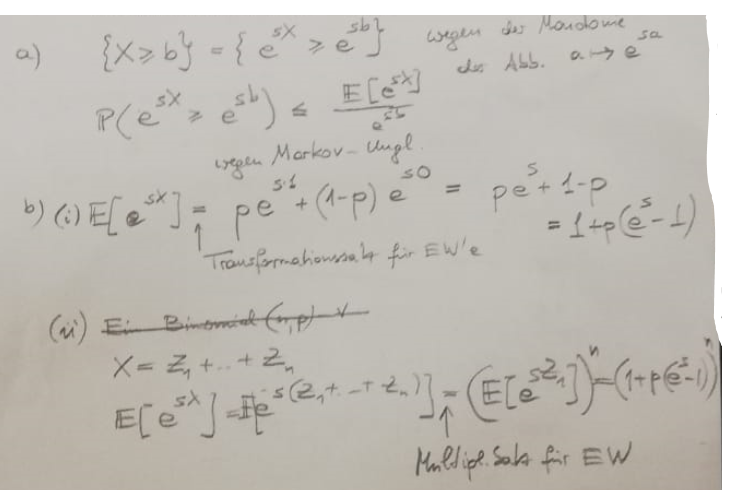 a) {X ≥ b} = { e^{sX} ≥ e^{sb} } wegen der Monotonie
der Abb. a ↦ e^{sa}
P( e^{sX} ≥ e^{sb} ) ≤ E[e^{sX}] / e^{sb}
wegen Markov-Ungl.
b) (i) E[e^{sX}] = pe^{s·1} + (1-p) e^{s0} = pe^s + 1-p
= 1+p(e^s - 1)
↑ Transformationssatz für EW'e
(ii) Ein Binomial (n,p) v
X = Z_1 + .. + Z_n
E[e^{sX}] = E[e^{s(Z_1 + ... + Z_n)}] = (E[e^{sZ_1}])^n = (1+p(e^s-1))^n
↑
Multipl. Satz für EW